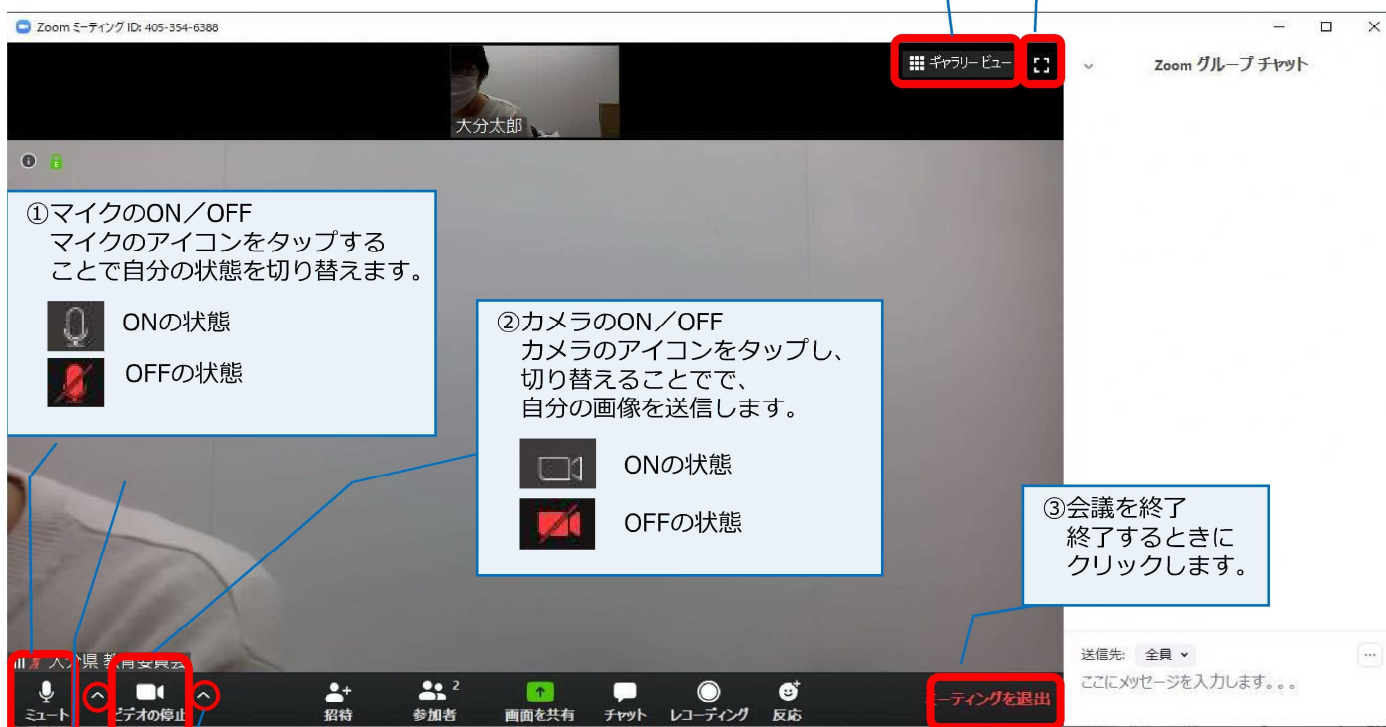 Zoom ミーティング ID: 405-354-6388
ギャラリー ビュー
Zoom グループ チャット
大分太郎
①マイクのON／OFF
マイクのアイコンをタップする
ことで自分の状態を切り替えます。
ONの状態
OFFの状態
②カメラのON／OFF
カメラのアイコンをタップし、
切り替えることでで、
自分の画像を送信します。
ONの状態
OFFの状態
③会議を終了
終了するときに
クリックします。
大分県 教育委員会
送信先: 全員
ここにメッセージを入力します。。。
ミュート
ビデオの停止
招待
参加者 2
画面を共有
チャット
レコーディング
反応
ミーティングを退出